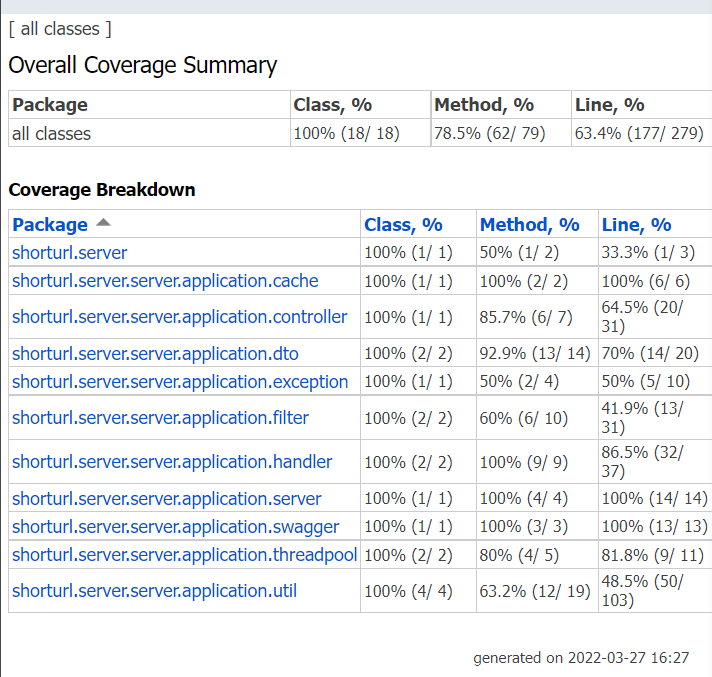 [ all classes ]
Overall Coverage Summary
Package Class, % Method, % Line, %
all classes 100% (18/ 18) 78.5% (62/ 79) 63.4% (177/ 279)
Coverage Breakdown
Package Class, % Method, % Line, %
shorturl.server 100% (1/ 1) 50% (1/ 2) 33.3% (1/ 3)
shorturl.server.server.application.cache 100% (1/ 1) 100% (2/ 2) 100% (6/ 6)
shorturl.server.server.application.controller 100% (1/ 1) 85.7% (6/ 7) 64.5% (20/
31)
shorturl.server.server.application.dto 100% (2/ 2) 92.9% (13/ 14) 70% (14/ 20)
shorturl.server.server.application.exception 100% (1/ 1) 50% (2/ 4) 50% (5/ 10)
shorturl.server.server.application.filter 100% (2/ 2) 60% (6/ 10) 41.9% (13/
31)
shorturl.server.server.application.handler 100% (2/ 2) 100% (9/ 9) 86.5% (32/
37)
shorturl.server.server.application.server 100% (1/ 1) 100% (4/ 4) 100% (14/ 14)
shorturl.server.server.application.swagger 100% (1/ 1) 100% (3/ 3) 100% (13/ 13)
shorturl.server.server.application.threadpool 100% (2/ 2) 80% (4/ 5) 81.8% (9/ 11)
shorturl.server.server.application.util 100% (4/ 4) 63.2% (12/ 19) 48.5% (50/
103)
generated on 2022-03-27 16:27